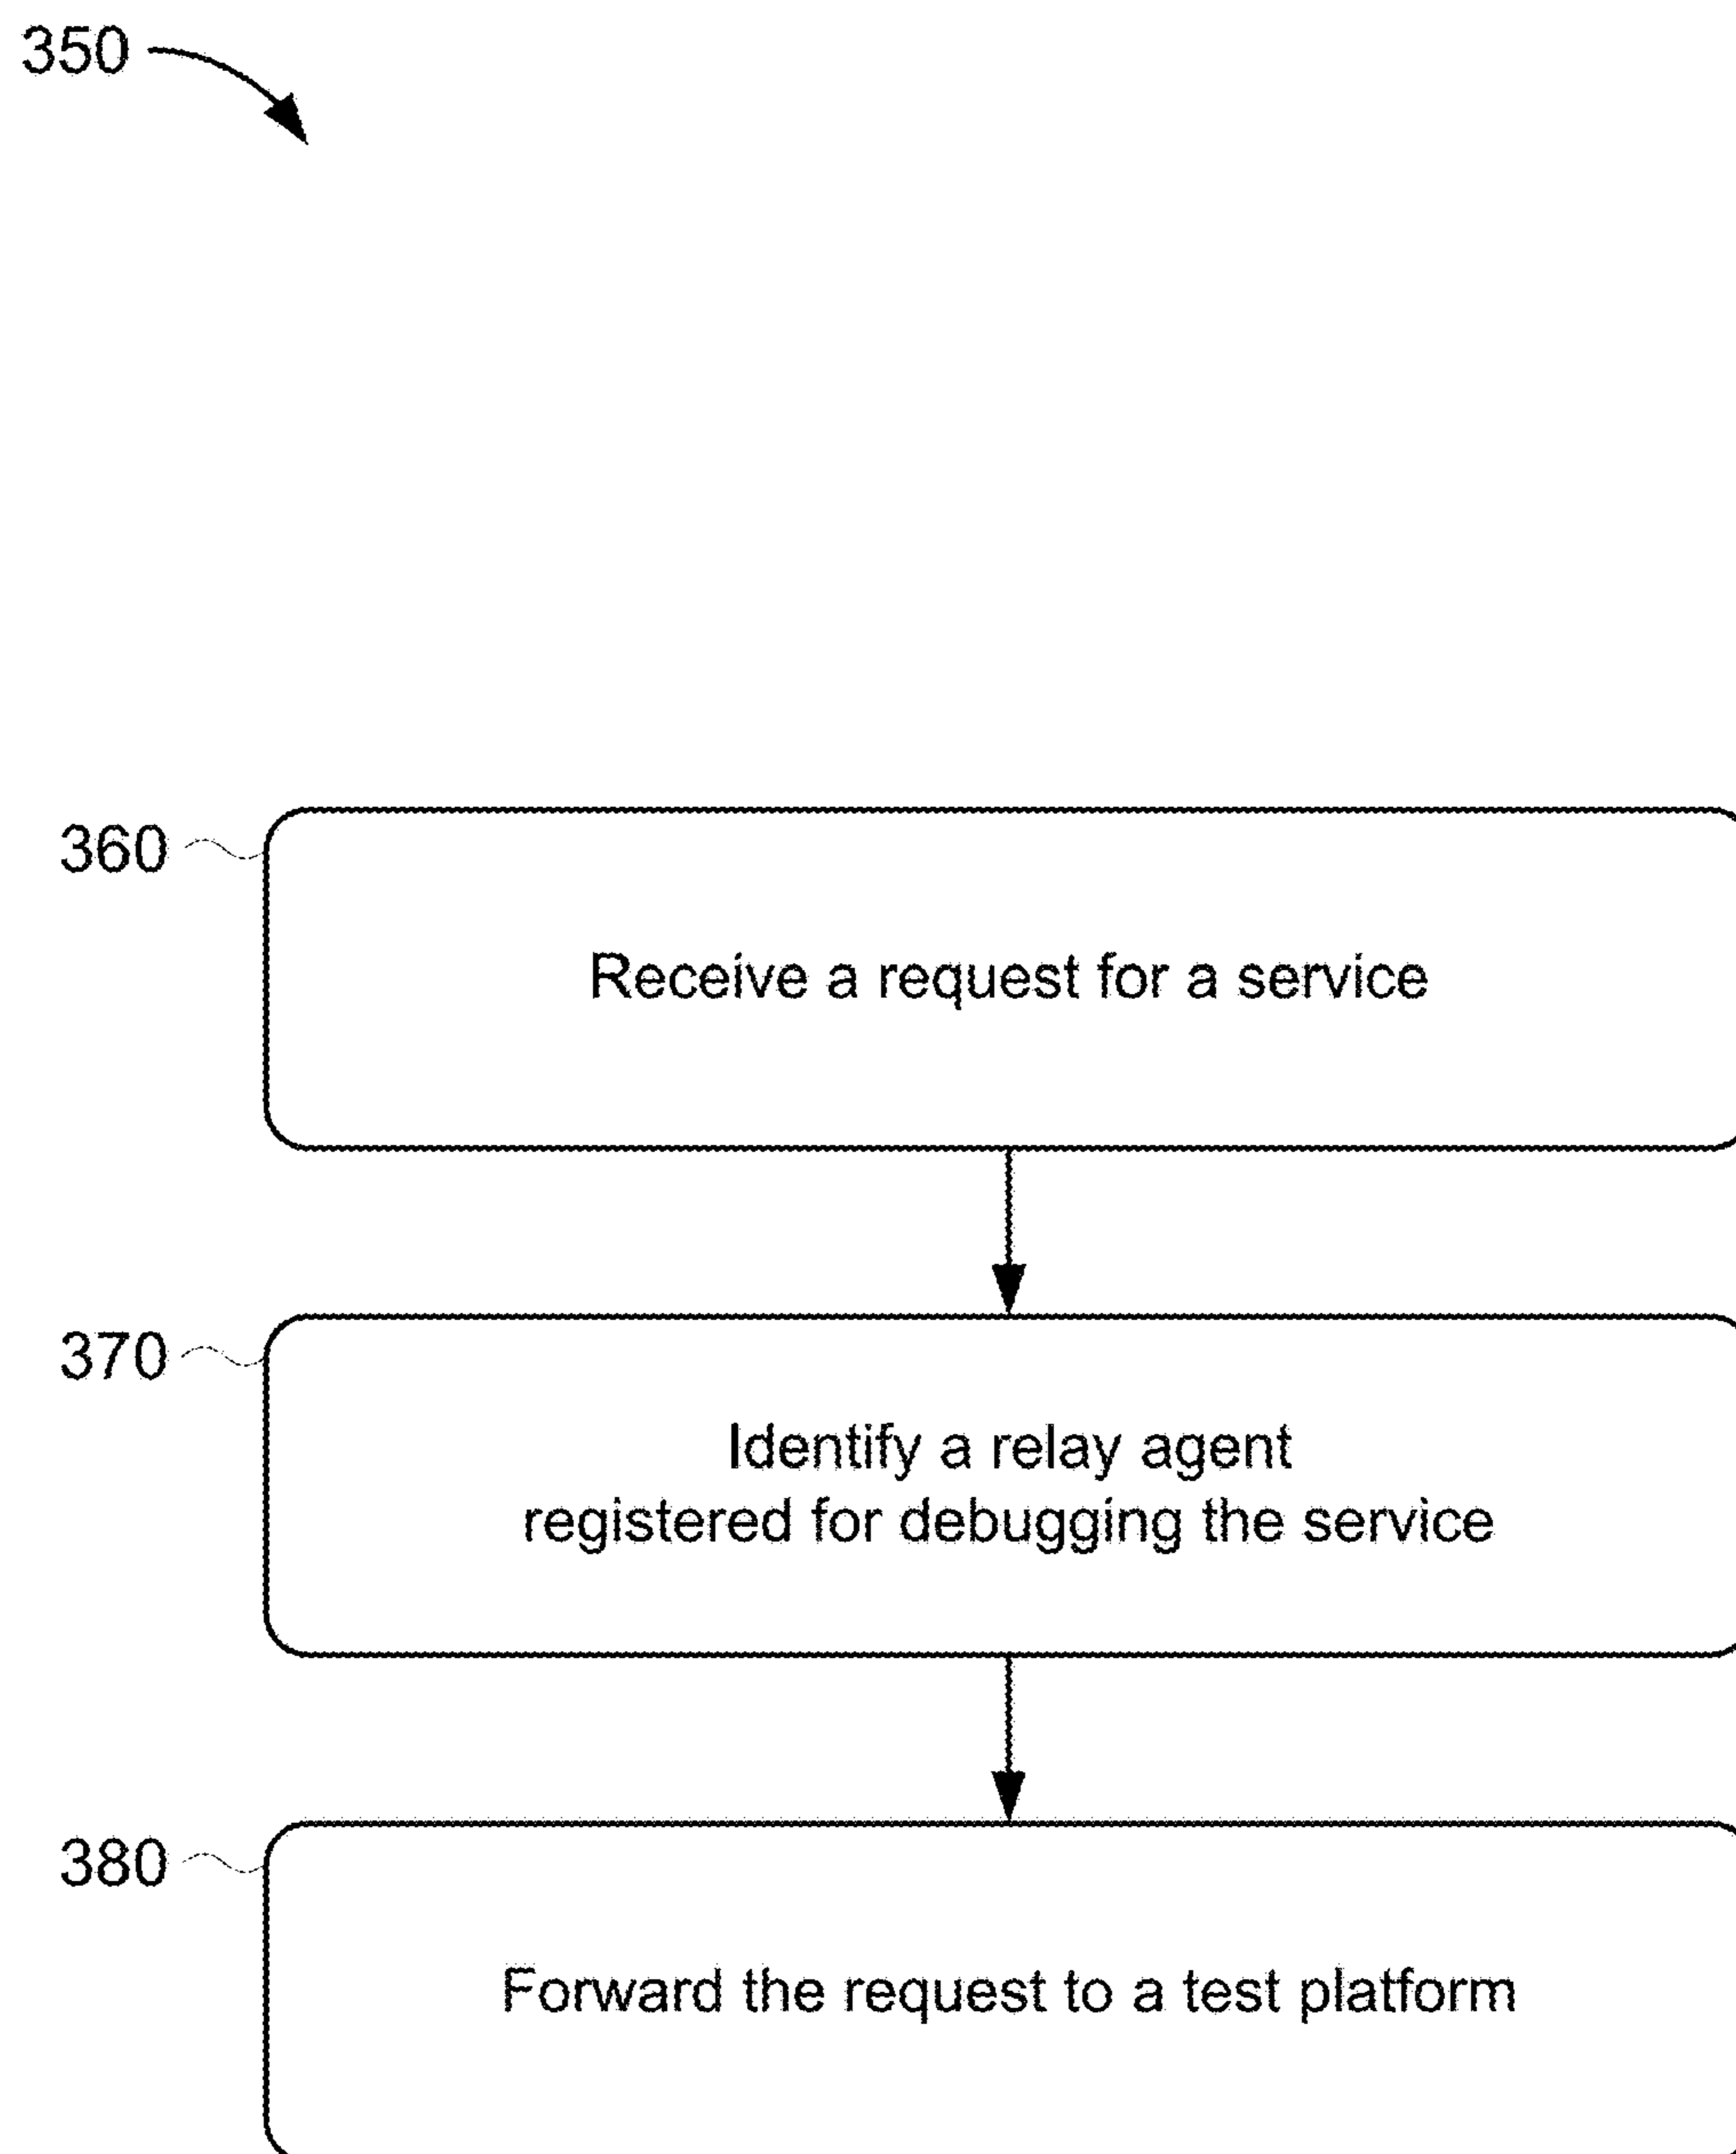 350
360
Receive a request for a service
370
Identify a relay agent
registered for debugging the service
380
Forward the request to a test platform